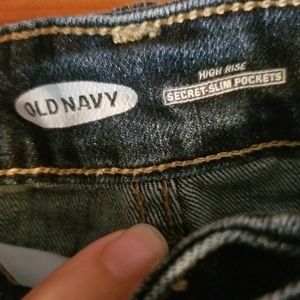 OLD NAVY
HIGH RISE
SECRET-SLIM POCKETS